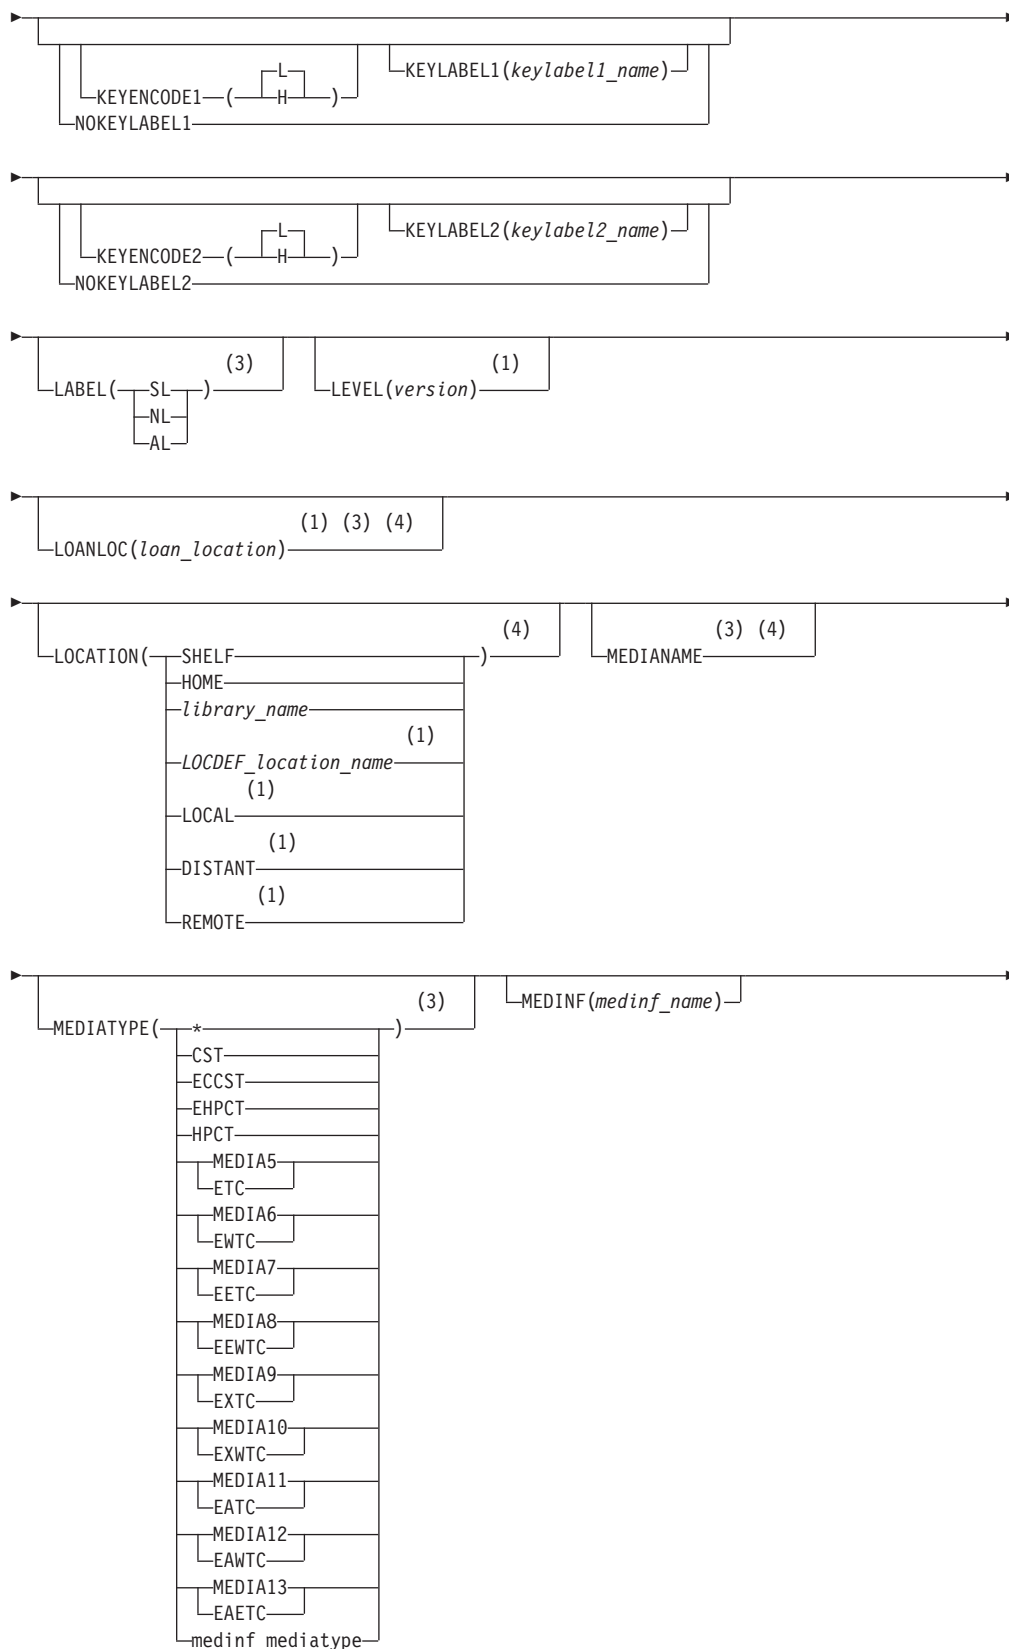 L
KEYENCODE1 ( H ) KEYLABEL1(keylabel1_name)
NOKEYLABEL1
L
KEYENCODE2 ( H ) KEYLABEL2(keylabel2_name)
NOKEYLABEL2
(3) (1)
LABEL( SL ) LEVEL(version)
NL
AL
(1) (3) (4)
LOANLOC(loan_location)
(4) (3) (4)
LOCATION( SHELF ) MEDIANAME
HOME
library_name
(1)
LOCDEF_location_name
(1)
LOCAL
(1)
DISTANT
(1)
REMOTE
(3)
MEDIATYPE( * ) MEDINF(medinf_name)
CST
ECCST
EHPCT
HPCT
MEDIA5
ETC
MEDIA6
EWTC
MEDIA7
EETC
MEDIA8
EEWTC
MEDIA9
EXTC
MEDIA10
EXWTC
MEDIA11
EATC
MEDIA12
EAWTC
MEDIA13
EAETC
medinf_mediatype